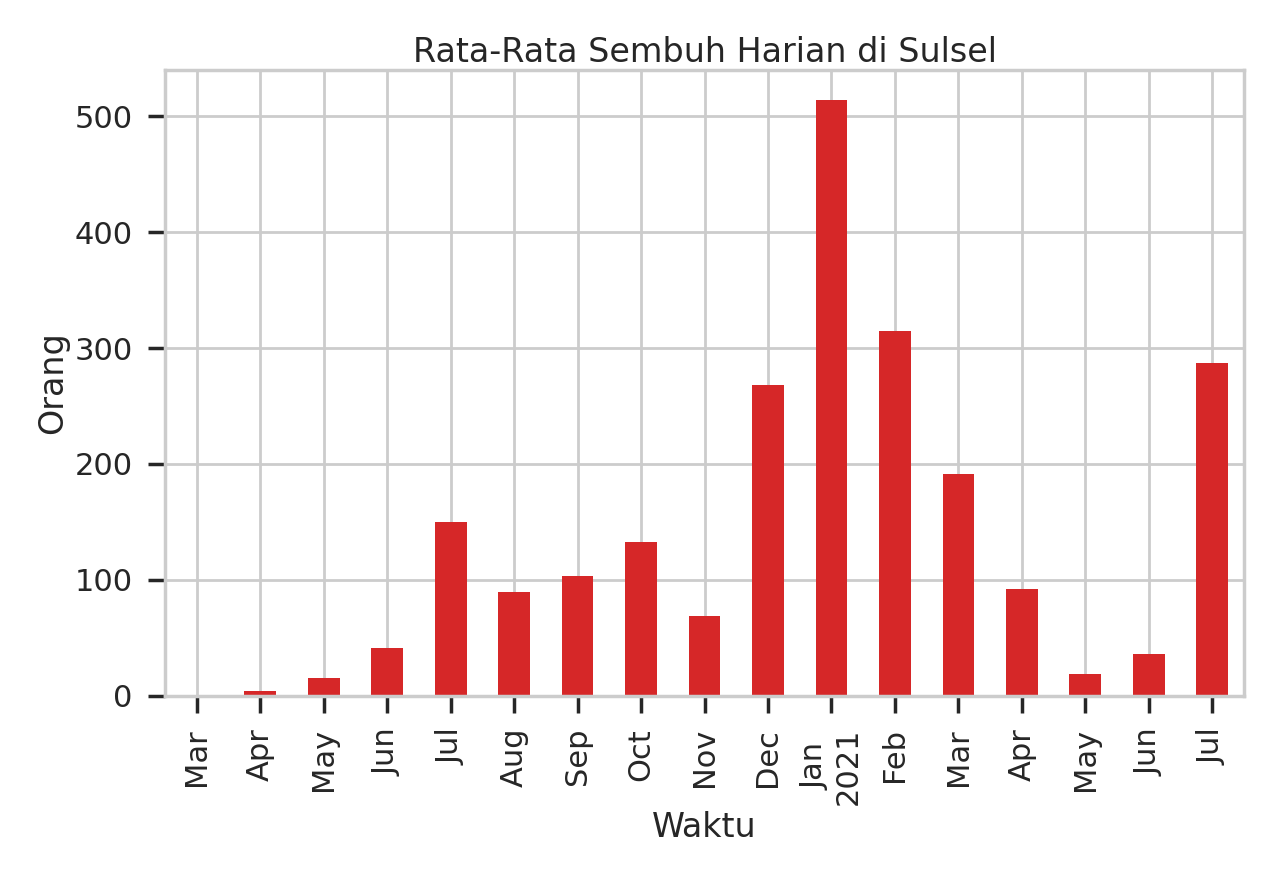 Rata-Rata Sembuh Harian di Sulsel
Orang
500
400
300
200
100
0
Mar
Apr
May
Jun
Jul
Aug
Sep
Oct
Nov
Dec
Jan
2021
Feb
Mar
Apr
May
Jun
Jul
Waktu